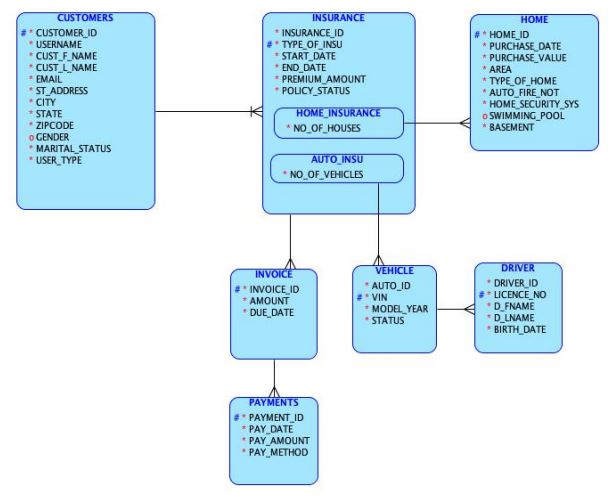 CUSTOMERS
# * CUSTOMER_ID
* USERNAME
* CUST_F_NAME
* CUST_L_NAME
* EMAIL
* ST_ADDRESS
* CITY
* STATE
* ZIPCODE
o GENDER
* MARITAL_STATUS
* USER_TYPE
INSURANCE
* INSURANCE_ID
# * TYPE_OF_INSU
* START_DATE
* END_DATE
* PREMIUM_AMOUNT
* POLICY_STATUS
HOME_INSURANCE
* NO_OF_HOUSES
AUTO_INSU
* NO_OF_VEHICLES
HOME
# * HOME_ID
* PURCHASE_DATE
* PURCHASE_VALUE
* AREA
* TYPE_OF_HOME
* AUTO_FIRE_NOT
* HOME_SECURITY_SYS
o SWIMMING_POOL
* BASEMENT
INVOICE
# * INVOICE_ID
* AMOUNT
* DUE_DATE
VEHICLE
* AUTO_ID
# * VIN
* MODEL_YEAR
* STATUS
DRIVER
* DRIVER_ID
# * LICENCE_NO
* D_FNAME
* D_LNAME
* BIRTH_DATE
PAYMENTS
# * PAYMENT_ID
* PAY_DATE
* PAY_AMOUNT
* PAY_METHOD